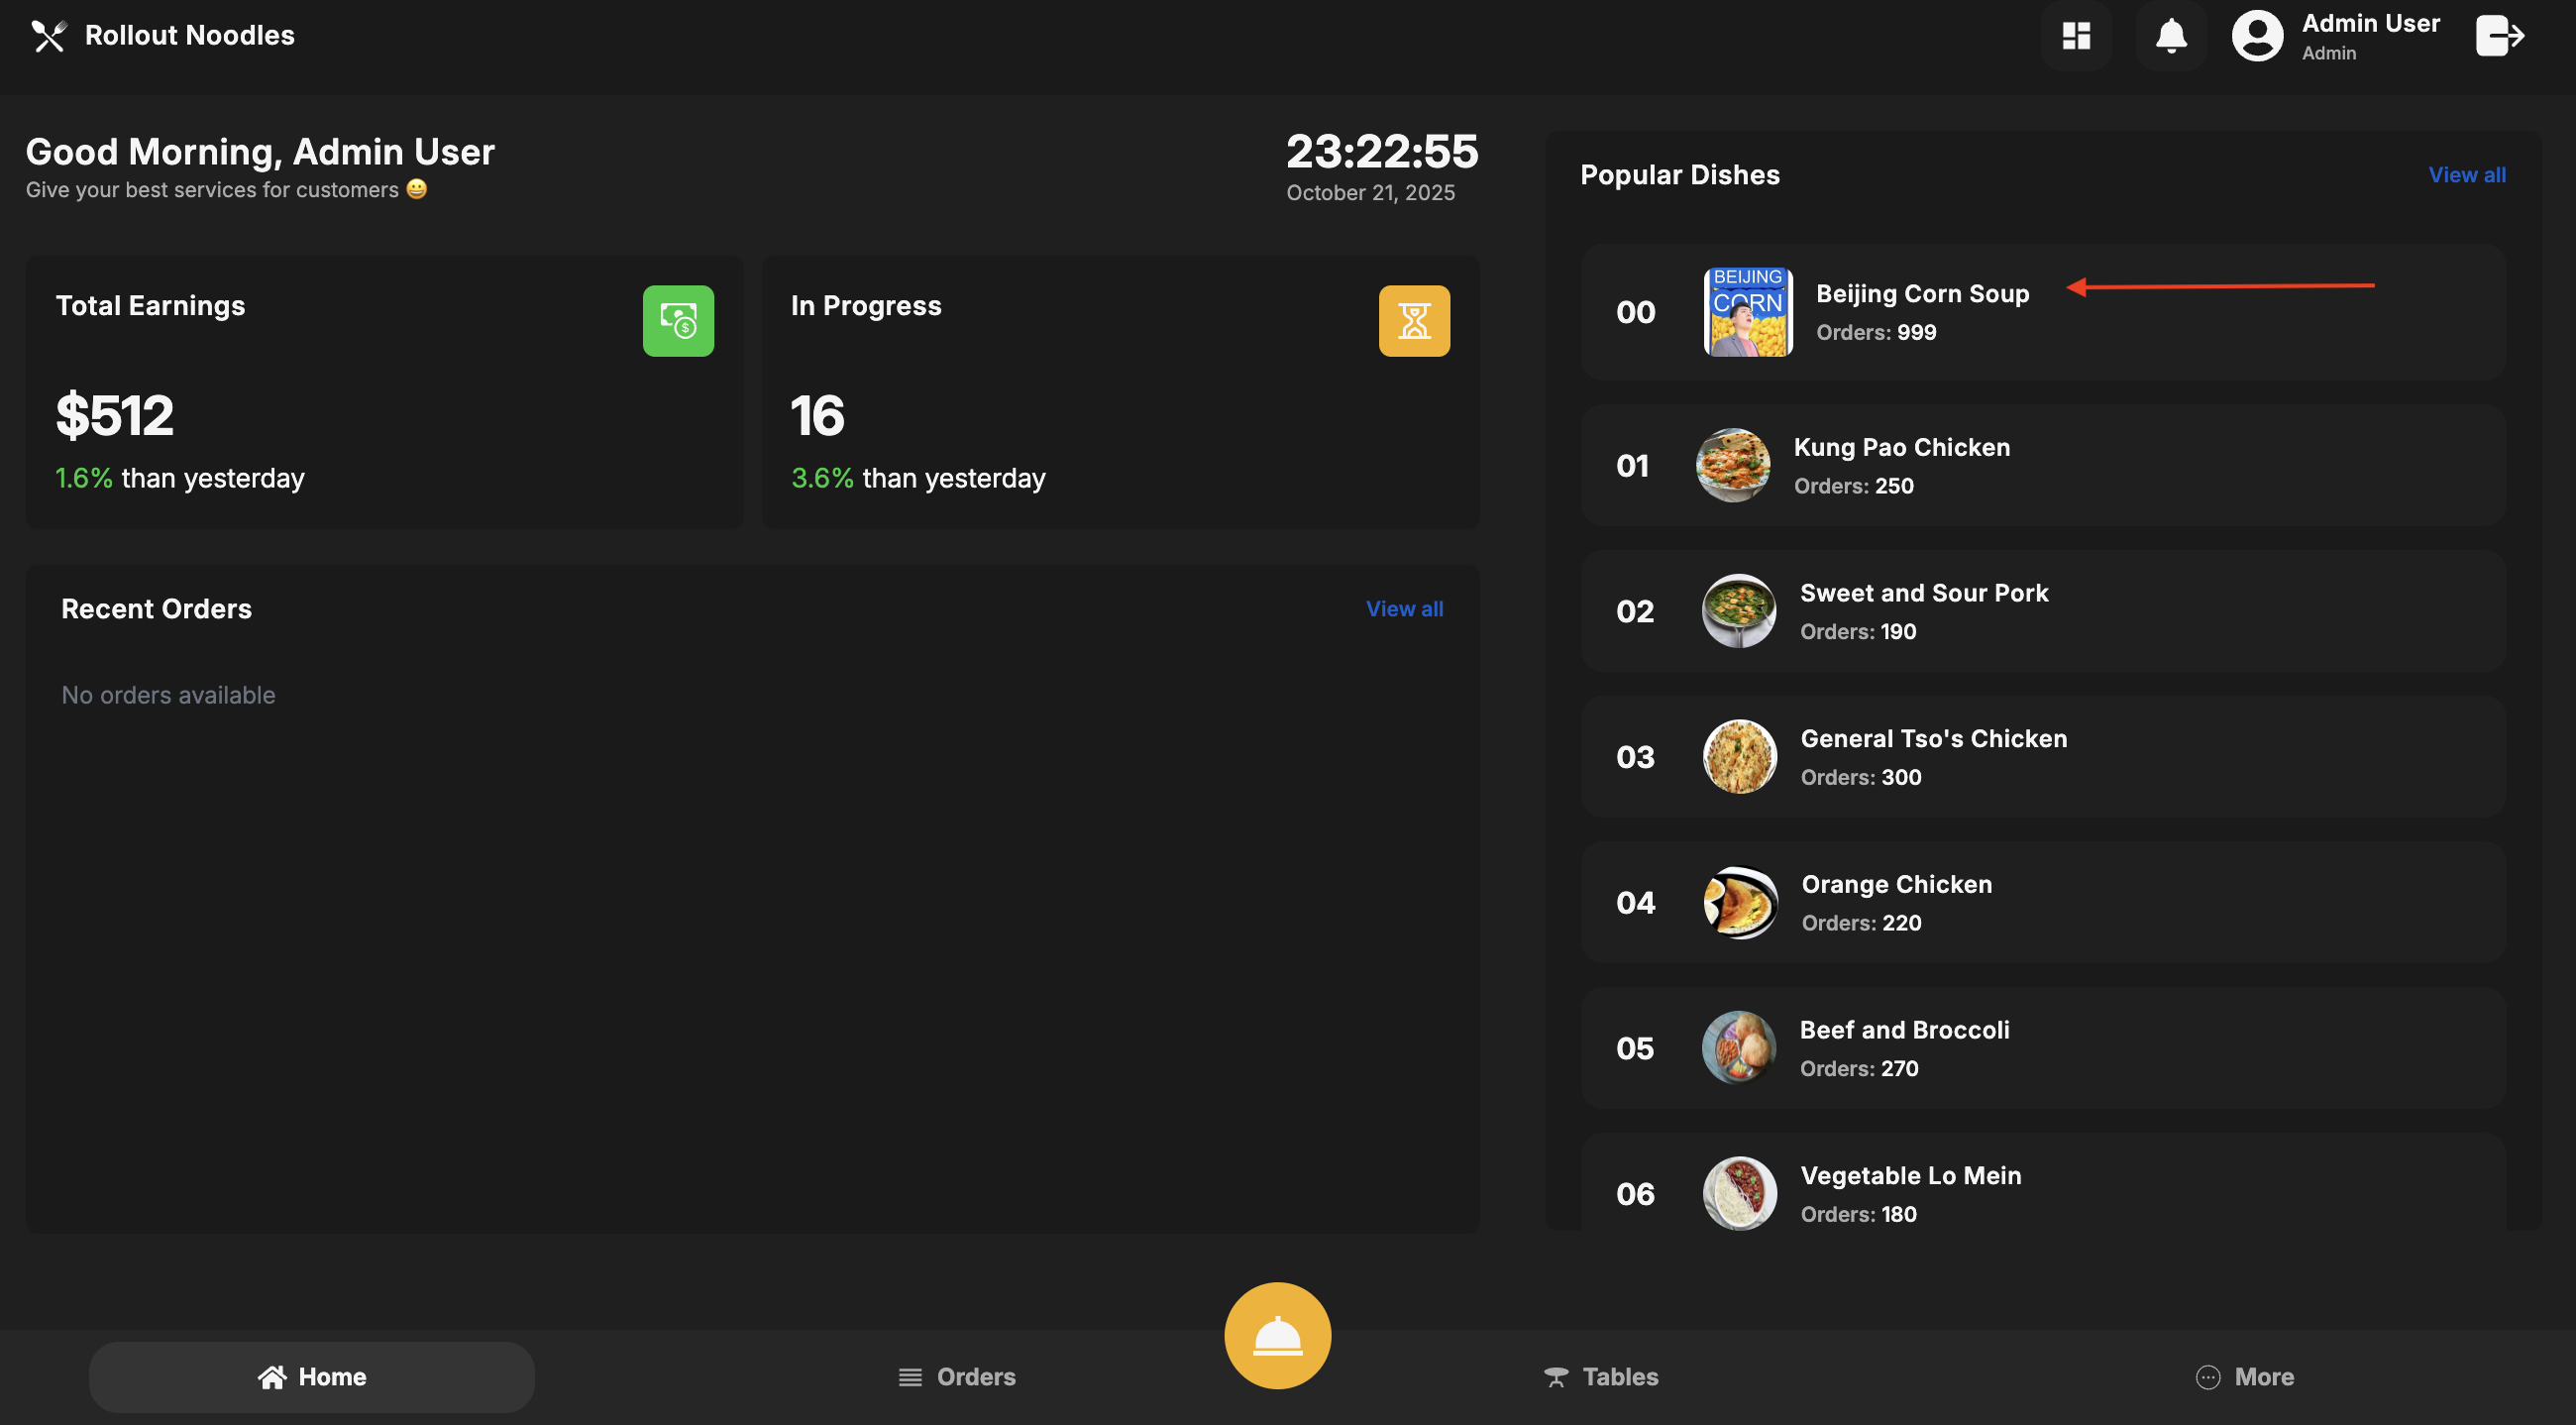 Rollout Noodles
Admin User
Admin
Good Morning, Admin User
Give your best services for customers 😀
23:22:55
October 21, 2025
Total Earnings
$512
1.6% than yesterday
In Progress
16
3.6% than yesterday
Recent Orders
View all
No orders available
Popular Dishes
View all
00
BEIJING
CORN
Beijing Corn Soup
Orders: 999
01
Kung Pao Chicken
Orders: 250
02
Sweet and Sour Pork
Orders: 190
03
General Tso's Chicken
Orders: 300
04
Orange Chicken
Orders: 220
05
Beef and Broccoli
Orders: 270
06
Vegetable Lo Mein
Orders: 180
Home
Orders
Tables
More